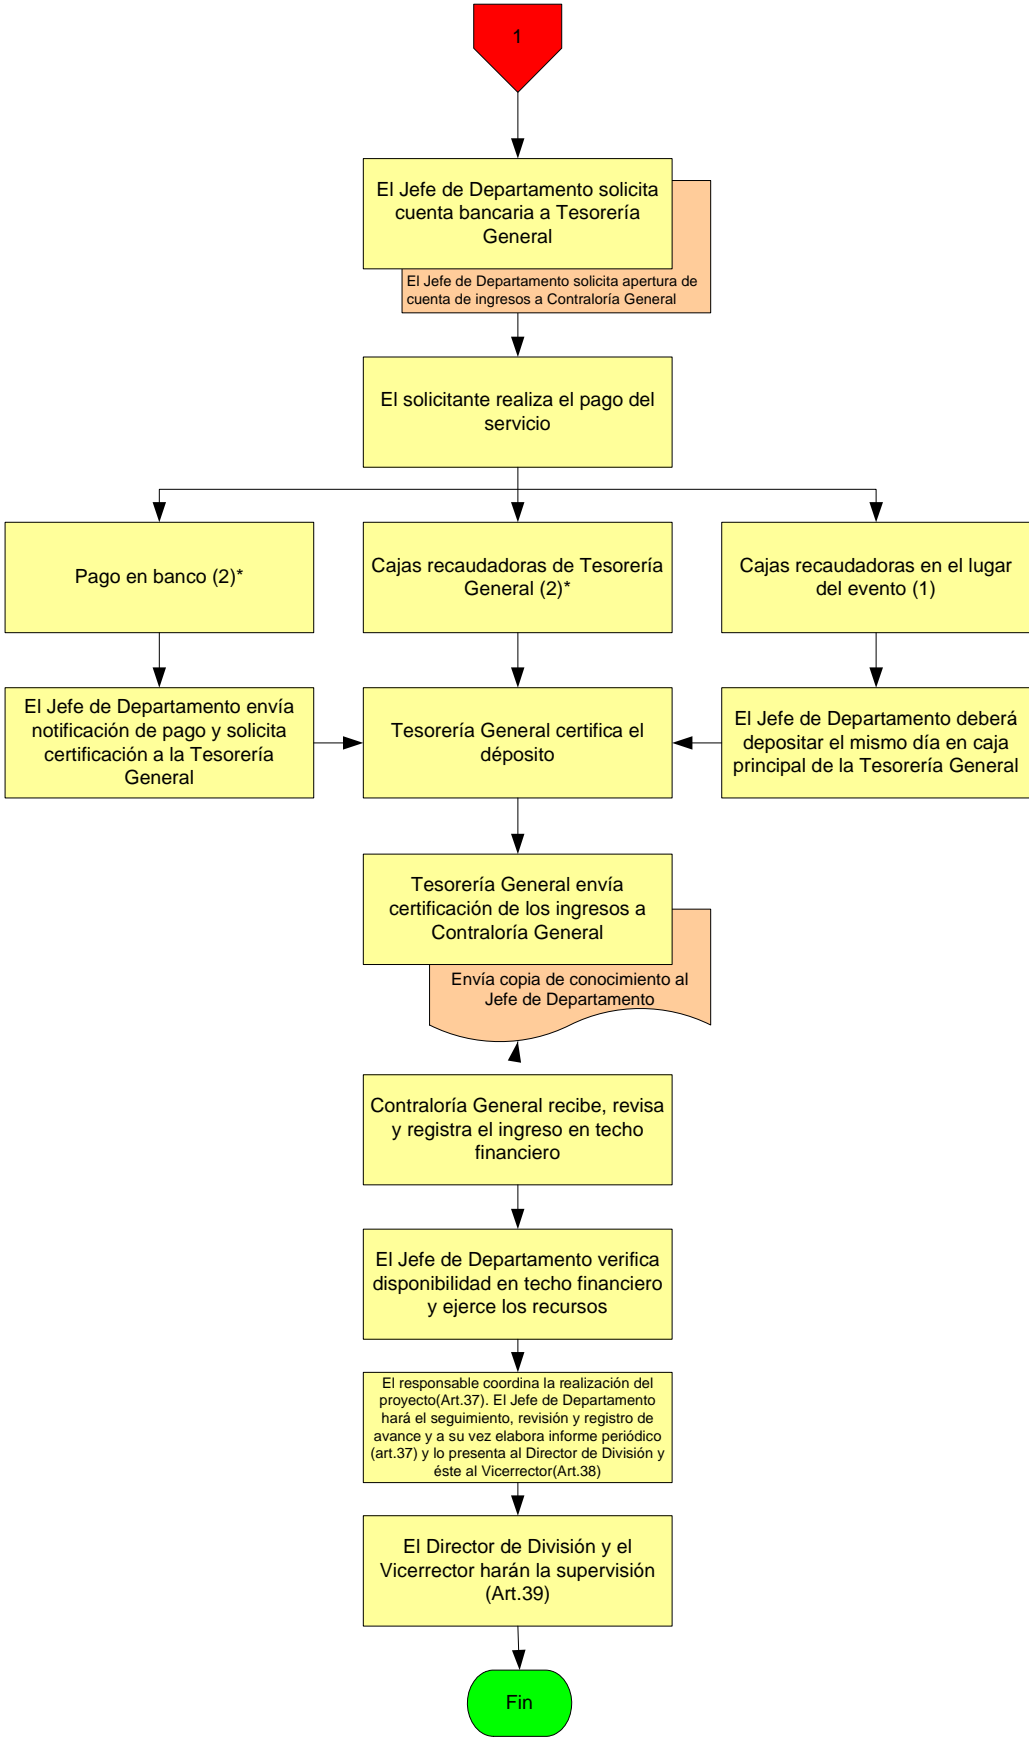 1
El Jefe de Departamento solicita
cuenta bancaria a Tesorería
General
El Jefe de Departamento solicita apertura de
cuenta de ingresos a Contraloría General
El solicitante realiza el pago del
servicio
Pago en banco (2)*
Cajas recaudadoras de Tesorería
General (2)*
Cajas recaudadoras en el lugar
del evento (1)
El Jefe de Departamento envía
notificación de pago y solicita
certificación a la Tesorería
General
Tesorería General certifica el
déposito
El Jefe de Departamento deberá
depositar el mismo día en caja
principal de la Tesorería General
Tesorería General envía
certificación de los ingresos a
Contraloría General
Envía copia de conocimiento al
Jefe de Departamento
Contraloría General recibe, revisa
y registra el ingreso en techo
financiero
El Jefe de Departamento verifica
disponibilidad en techo financiero
y ejerce los recursos
El responsable coordina la realización del
proyecto(Art.37). El Jefe de Departamento
hará el seguimiento, revisión y registro de
avance y a su vez elabora informe periódico
(art.37) y lo presenta al Director de División y
éste al Vicerrector(Art.38)
El Director de División y el
Vicerrector harán la supervisión
(Art.39)
Fin